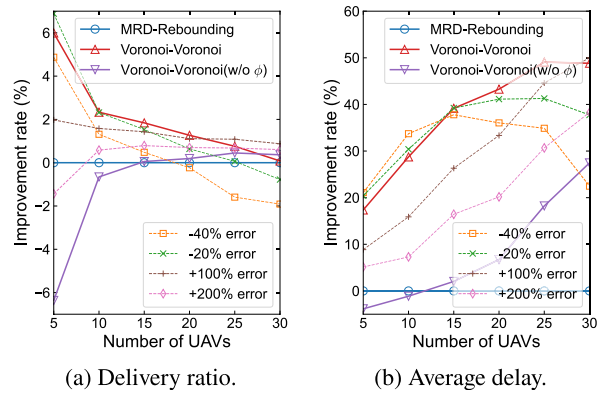 MRD-Rebounding
Voronoi-Voronoi
Voronoi-Voronoi(w/o ϕ)
-40% error
-20% error
+100% error
+200% error
Improvement rate (%)
6
4
2
0
−2
−4
−6
5 10 15 20 25 30
Number of UAVs
(a) Delivery ratio.
MRD-Rebounding
Voronoi-Voronoi
Voronoi-Voronoi(w/o ϕ)
-40% error
-20% error
+100% error
+200% error
Improvement rate (%)
60
50
40
30
20
10
0
5 10 15 20 25 30
Number of UAVs
(b) Average delay.